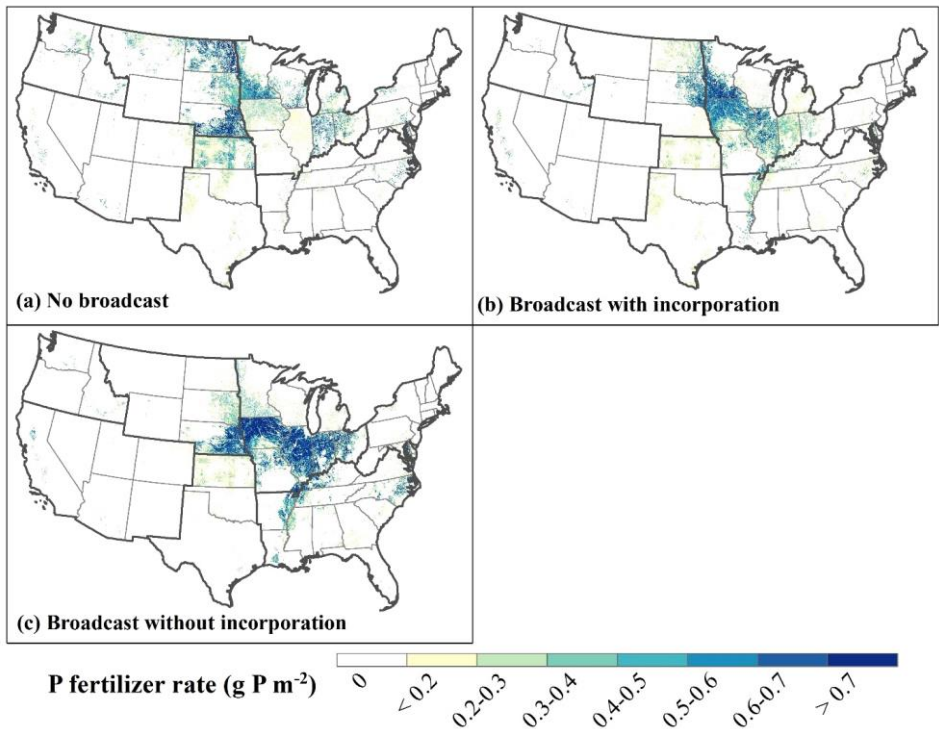 (a) No broadcast
(b) Broadcast with incorporation
(c) Broadcast without incorporation
P fertilizer rate (g P m⁻²)
0
< 0.2
0.2-0.3
0.3-0.4
0.4-0.5
0.5-0.6
0.6-0.7
> 0.7